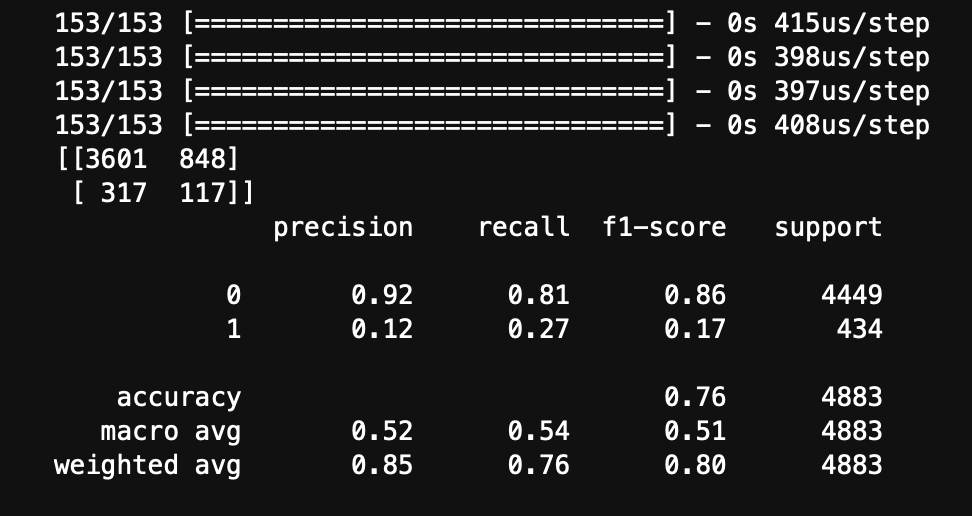 153/153 [==============================] - 0s 415us/step
153/153 [==============================] - 0s 398us/step
153/153 [==============================] - 0s 397us/step
153/153 [==============================] - 0s 408us/step
[[3601  848]
 [ 317  117]]
              precision    recall  f1-score   support

           0       0.92      0.81      0.86      4449
           1       0.12      0.27      0.17       434

    accuracy                           0.76      4883
   macro avg       0.52      0.54      0.51      4883
weighted avg       0.85      0.76      0.80      4883